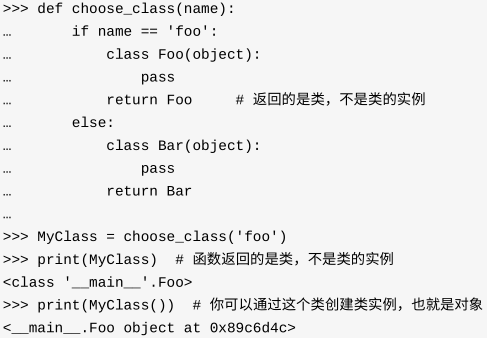 >>> def choose_class(name):
…       if name == 'foo':
…           class Foo(object):
…               pass
…           return Foo     # 返回的是类，不是类的实例
…       else:
…           class Bar(object):
…               pass
…           return Bar
…
>>> MyClass = choose_class('foo')
>>> print(MyClass)  # 函数返回的是类，不是类的实例
<class '__main__'.Foo>
>>> print(MyClass())  # 你可以通过这个类创建类实例，也就是对象
<__main__.Foo object at 0x89c6d4c>